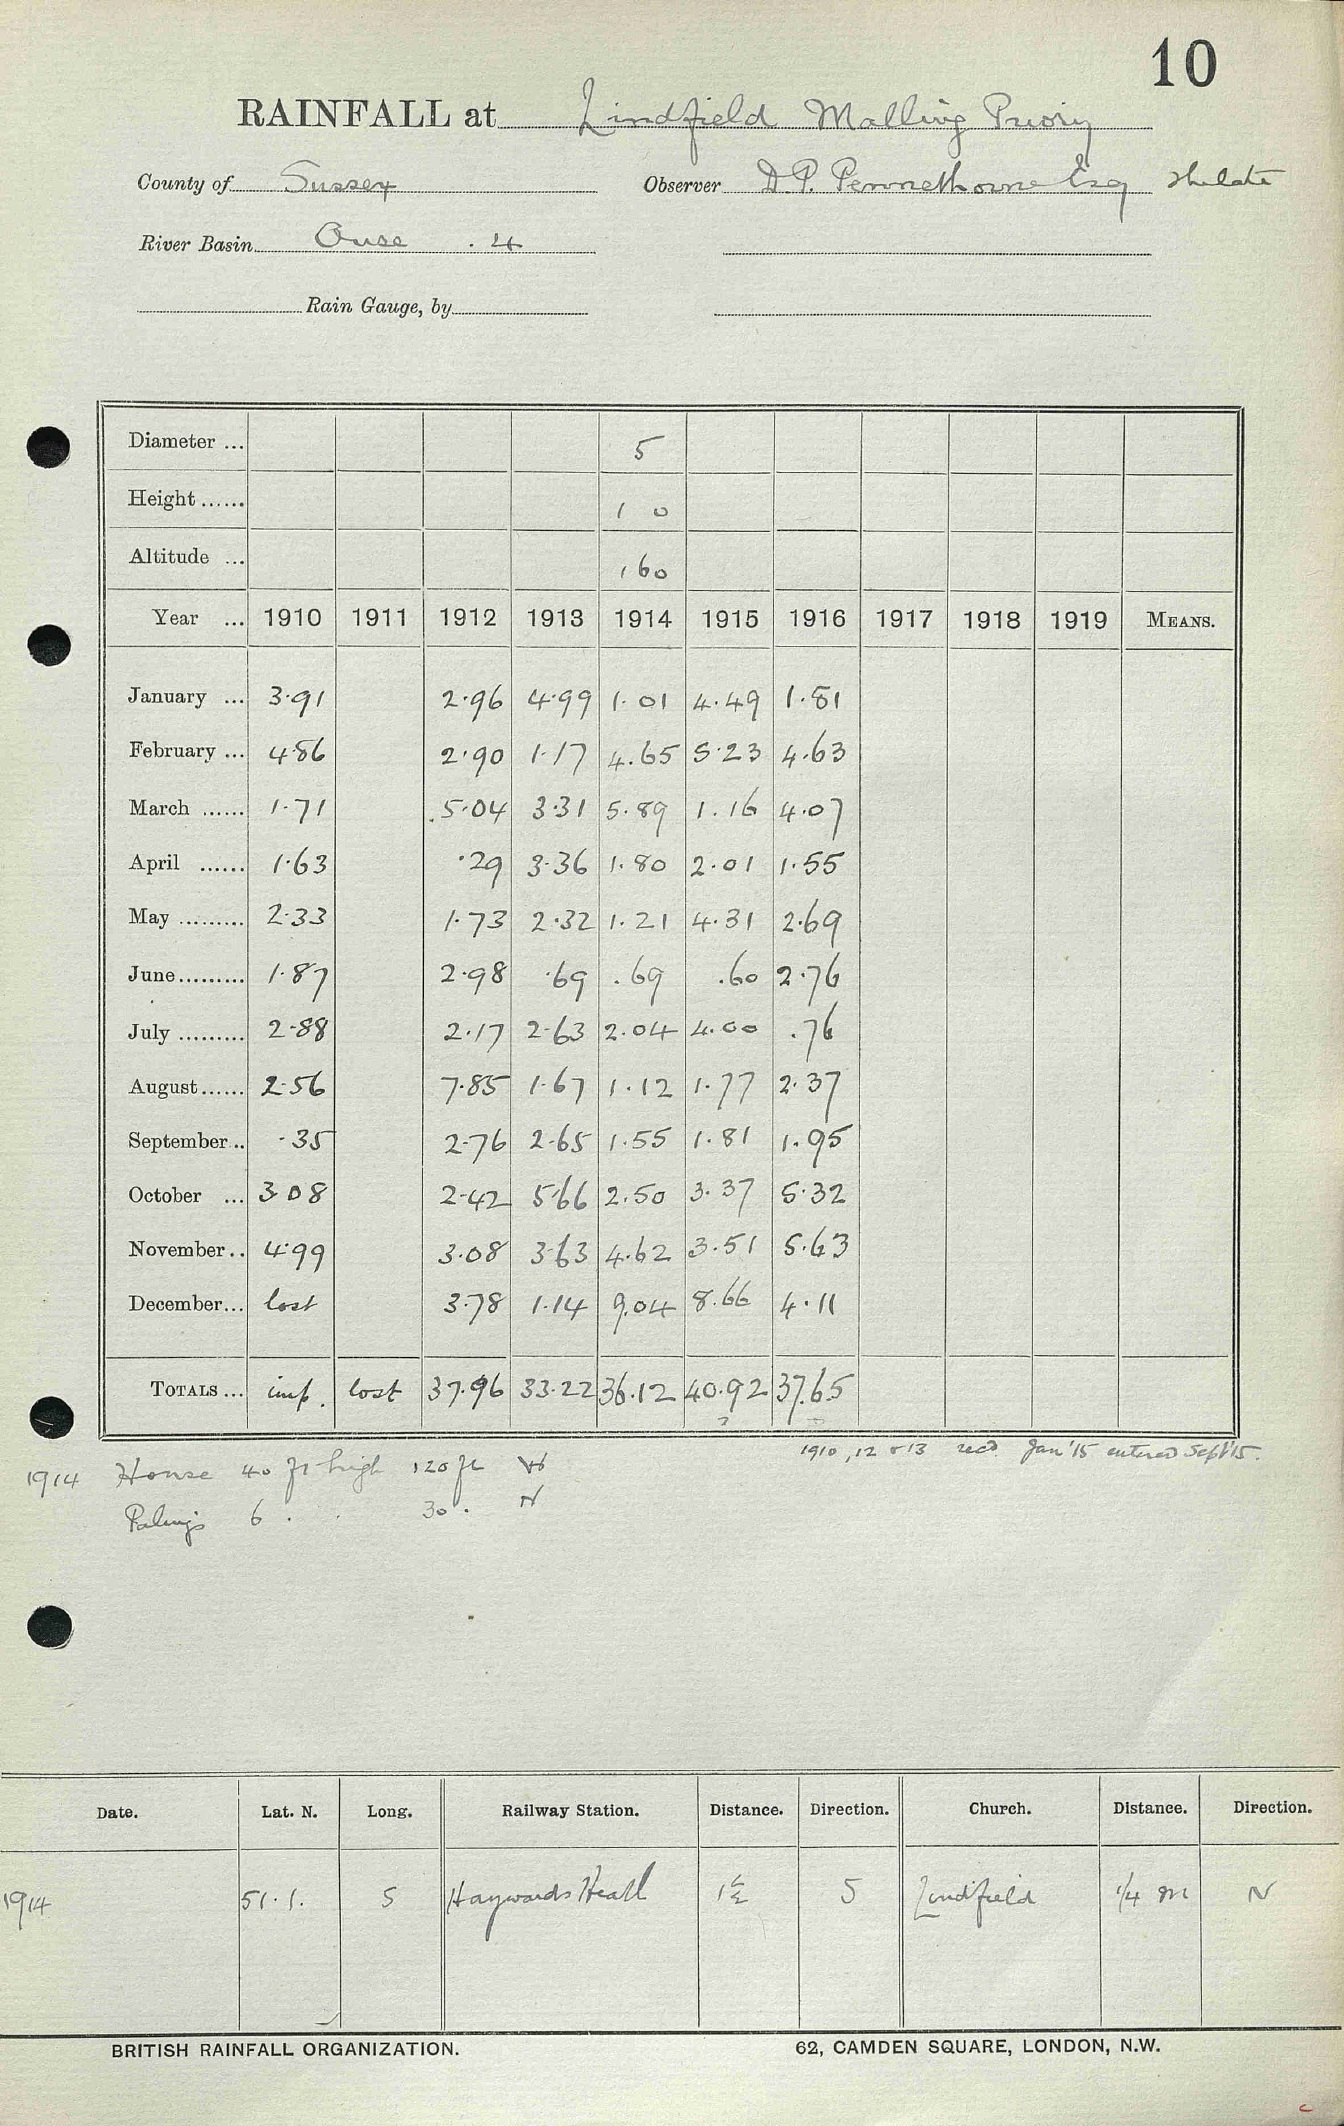 10
RAINFALL at Lindfield Malling Priory
County of Sussex Observer D.P. Pennethorne Esq the late
River Basin Ouse .4
Rain Gauge, by
Diameter ... 5
Height ...... 1 0
Altitude ... 160
Year ... 1910 1911 1912 1913 1914 1915 1916 1917 1918 1919 MEANS.
January ... 3.91 2.96 4.99 1.01 4.49 1.81
February ... 4.86 2.90 1.17 4.65 5.23 4.63
March ...... 1.71 5.04 3.31 5.89 1.16 4.07
April ...... 1.63 .29 3.36 1.80 2.01 1.55
May ......... 2.33 1.73 2.32 1.21 4.31 2.69
June ......... 1.87 2.98 .69 .69 .60 2.76
July ......... 2.88 2.17 2.63 2.04 4.00 .76
August ...... 2.56 7.85 1.67 1.12 1.77 2.37
September .. .35 2.76 2.65 1.55 1.81 1.95
October ... 3.08 2.42 5.66 2.50 3.37 5.32
November .. 4.99 3.08 3.63 4.62 3.51 5.63
December ... lost 3.78 1.14 9.04 8.66 4.11
TOTALS ... imp. lost 37.96 33.22 36.12 40.92 37.65
?
1910, 12 & 13 recd Jan '15 entered Sept '15.
1914 House 40 ft high 120 ft W
Palings 6 . . 30 . N
Date. Lat. N. Long. Railway Station. Distance. Direction. Church. Distance. Direction.
1914 51.1. 5 Haywards Heath 1½ S Lindfield 1/4 m N
BRITISH RAINFALL ORGANIZATION. 62, CAMDEN SQUARE, LONDON, N.W.
c